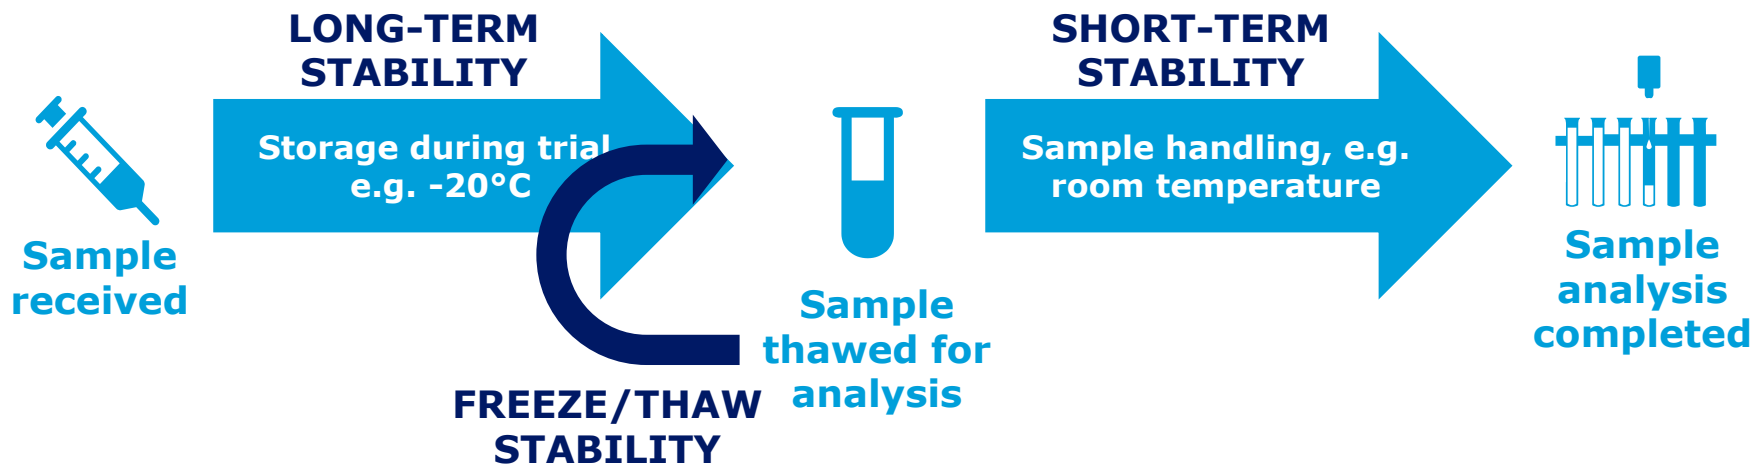 LONG-TERM
STABILITY
Storage during trial
e.g. -20°C
Sample
received
FREEZE/THAW
STABILITY
Sample
thawed for
analysis
SHORT-TERM
STABILITY
Sample handling, e.g.
room temperature
Sample
analysis
completed